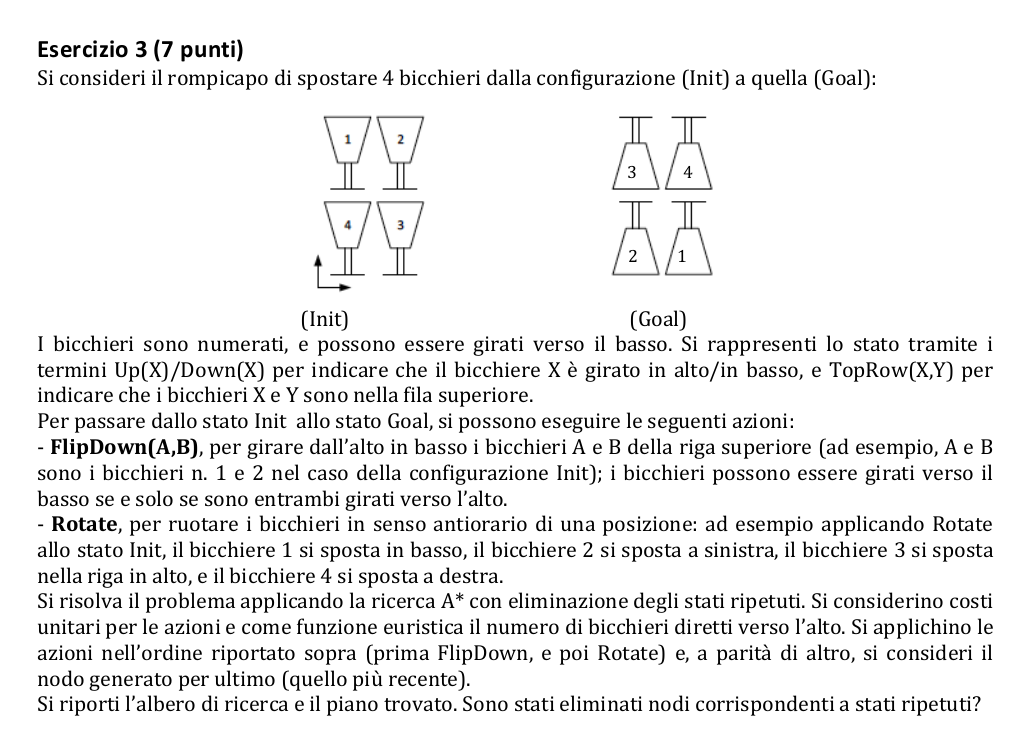 Esercizio 3 (7 punti)
Si consideri il rompicapo di spostare 4 bicchieri dalla configurazione (Init) a quella (Goal):
1 2 3 4
4 3 2 1
(Init) (Goal)
I bicchieri sono numerati, e possono essere girati verso il basso. Si rappresenti lo stato tramite i
termini Up(X)/Down(X) per indicare che il bicchiere X è girato in alto/in basso, e TopRow(X,Y) per
indicare che i bicchieri X e Y sono nella fila superiore.
Per passare dallo stato Init allo stato Goal, si possono eseguire le seguenti azioni:
- FlipDown(A,B), per girare dall’alto in basso i bicchieri A e B della riga superiore (ad esempio, A e B
sono i bicchieri n. 1 e 2 nel caso della configurazione Init); i bicchieri possono essere girati verso il
basso se e solo se sono entrambi girati verso l’alto.
- Rotate, per ruotare i bicchieri in senso antiorario di una posizione: ad esempio applicando Rotate
allo stato Init, il bicchiere 1 si sposta in basso, il bicchiere 2 si sposta a sinistra, il bicchiere 3 si sposta
nella riga in alto, e il bicchiere 4 si sposta a destra.
Si risolva il problema applicando la ricerca A* con eliminazione degli stati ripetuti. Si considerino costi
unitari per le azioni e come funzione euristica il numero di bicchieri diretti verso l’alto. Si applichino le
azioni nell’ordine riportato sopra (prima FlipDown, e poi Rotate) e, a parità di altro, si consideri il
nodo generato per ultimo (quello più recente).
Si riporti l’albero di ricerca e il piano trovato. Sono stati eliminati nodi corrispondenti a stati ripetuti?